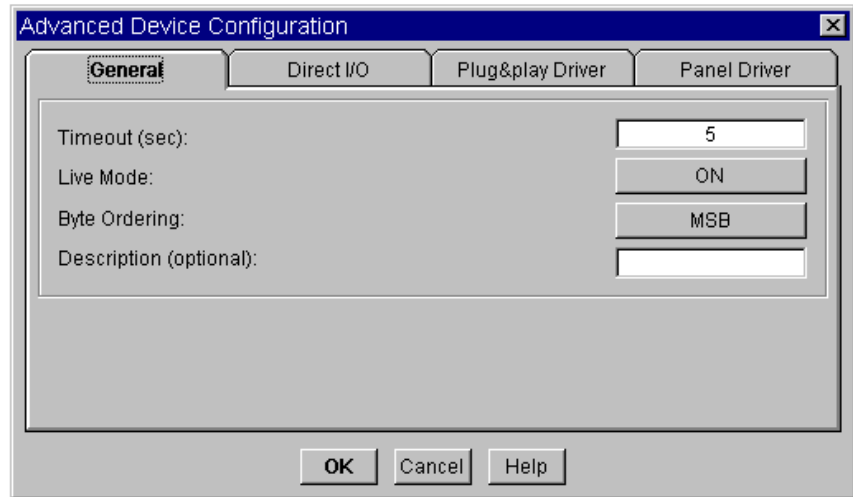 Advanced Device Configuration
General Direct I/O Plug&play Driver Panel Driver
Timeout (sec): 5
Live Mode: ON
Byte Ordering: MSB
Description (optional):
OK Cancel Help